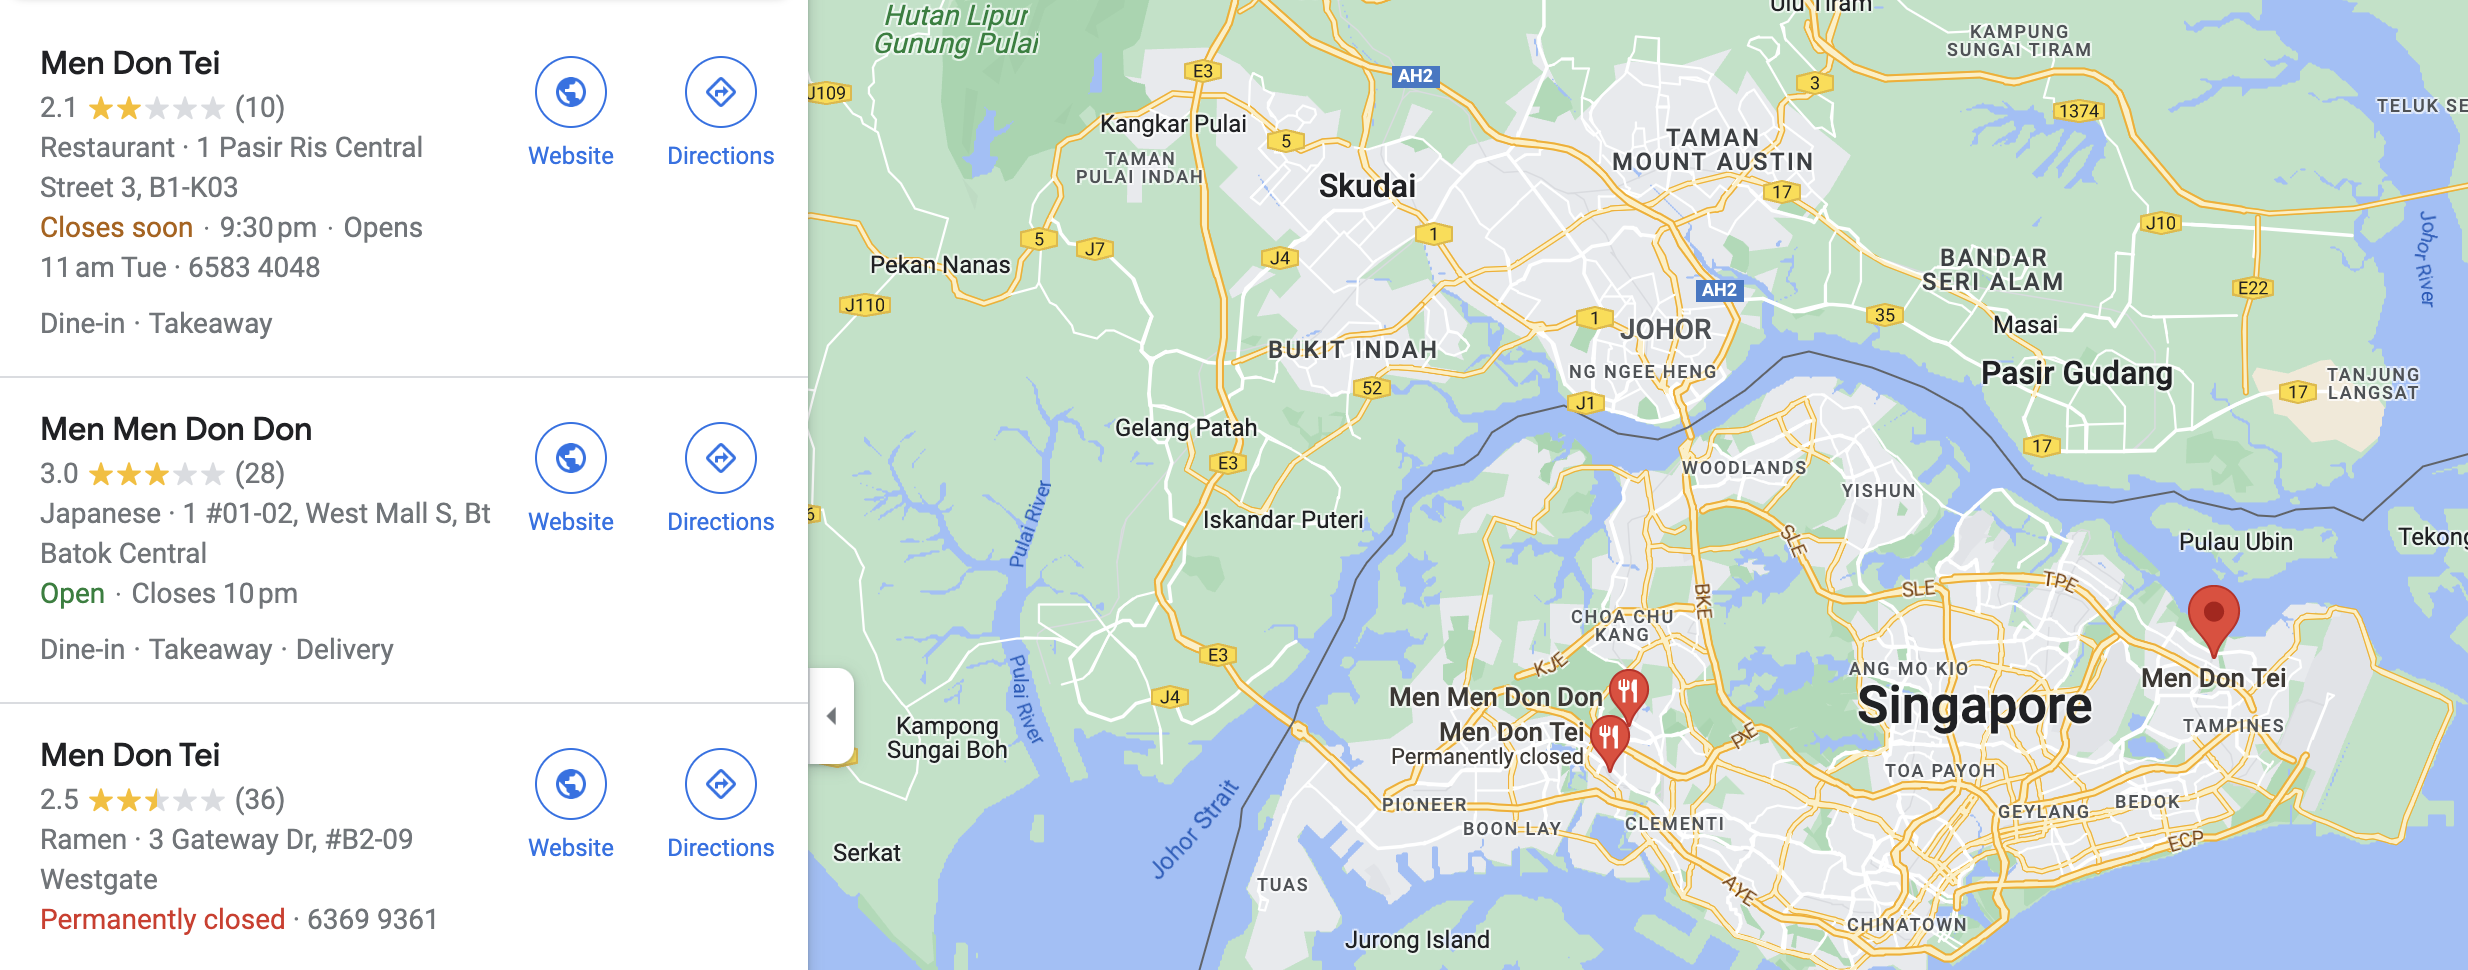 Men Don Tei
2.1 (10)
Restaurant · 1 Pasir Ris Central
Street 3, B1-K03
Closes soon · 9:30 pm · Opens
11 am Tue · 6583 4048
Dine-in · Takeaway
Website
Directions
Men Men Don Don
3.0 (28)
Japanese · 1 #01-02, West Mall S, Bt
Batok Central
Open · Closes 10 pm
Dine-in · Takeaway · Delivery
Website
Directions
Men Don Tei
2.5 (36)
Ramen · 3 Gateway Dr, #B2-09
Westgate
Permanently closed · 6369 9361
Website
Directions
Hutan Lipur
Gunung Pulai
Ulu Tiram
KAMPUNG
SUNGAI TIRAM
E3
AH2
3
J109
1374
TELUK SE
Kangkar Pulai
5
TAMAN
MOUNT AUSTIN
TAMAN
PULAI INDAH
Skudai
17
5
J7
1
J10
Johor River
Pekan Nanas
J4
BANDAR
SERI ALAM
AH2
E22
J110
1
JOHOR
35
Masai
BUKIT INDAH
NG NGEE HENG
Pasir Gudang
52
J1
17
TANJUNG
LANGSAT
Gelang Patah
17
E3
WOODLANDS
YISHUN
Pulai River
Iskandar Puteri
SLE
Pulau Ubin
Tekong
BKE
SLE
TPE
CHOA CHU
KANG
E3
KJE
ANG MO KIO
Men Don Tei
J4
Men Men Don Don
Singapore
Pulai River
Men Don Tei
Permanently closed
PIE
TAMPINES
Kampong
Sungai Boh
TOA PAYOH
PIONEER
GEYLANG
BEDOK
Johor Strait
BOON LAY
CLEMENTI
ECP
Serkat
TUAS
AYE
CHINATOWN
Jurong Island